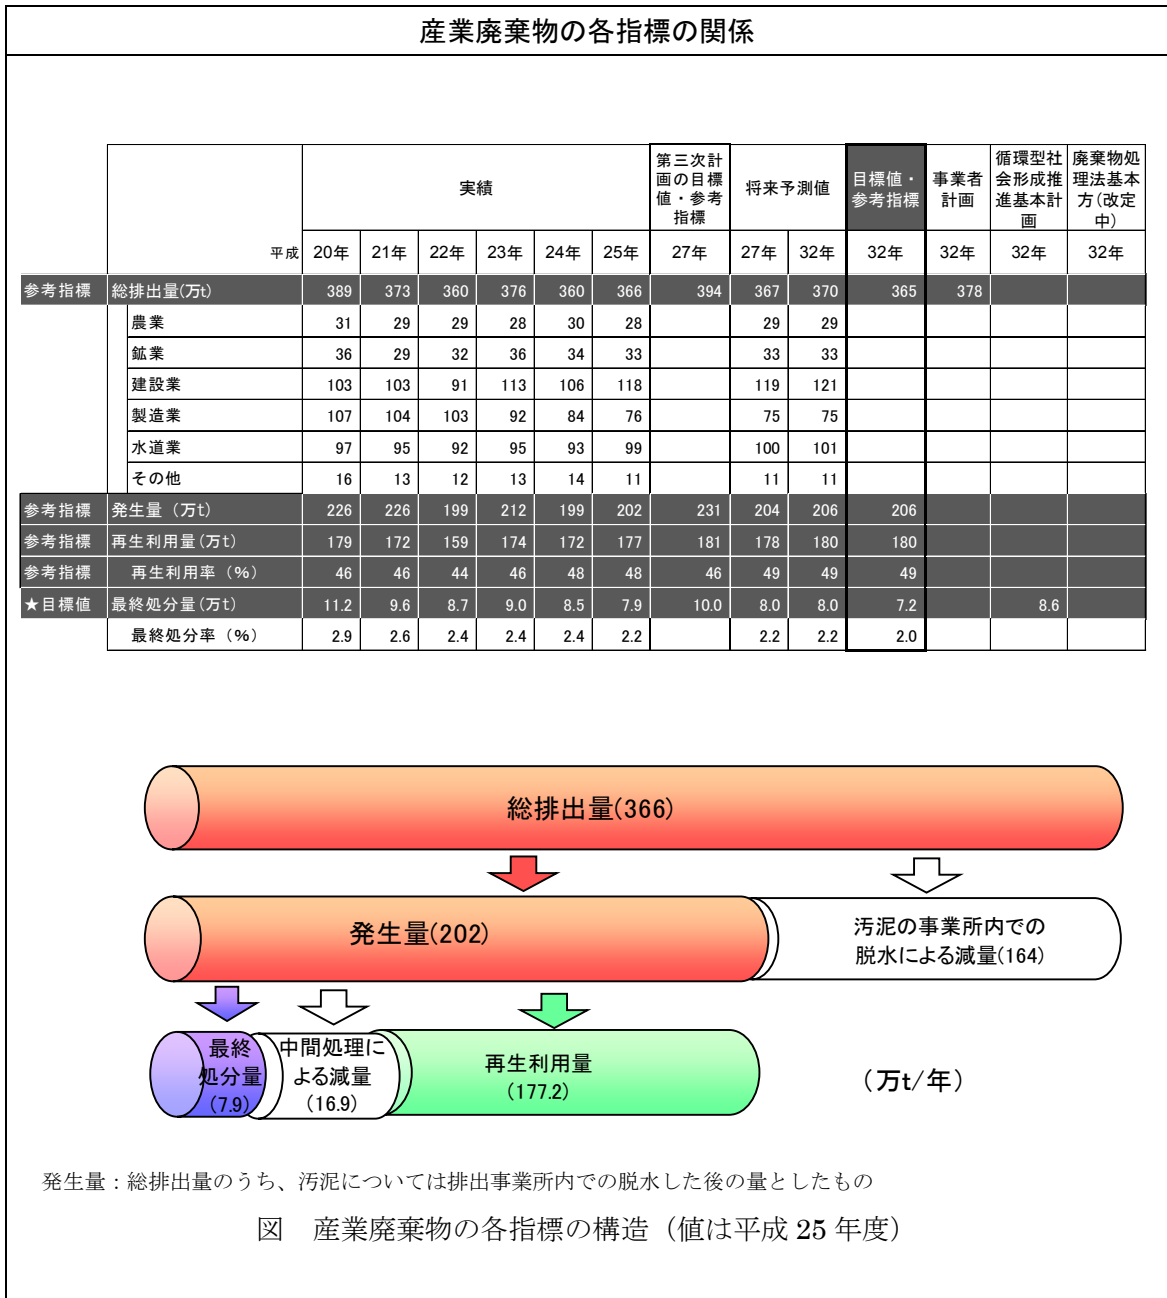 産業廃棄物の各指標の関係
実績 第三次計画の目標値・参考指標 将来予測値 目標値・参考指標 事業者計画 循環型社会形成推進基本計画 廃棄物処理法基本方(改定中)
平成 20年 21年 22年 23年 24年 25年 27年 27年 32年 32年 32年 32年 32年
参考指標 総排出量(万t) 389 373 360 376 360 366 394 367 370 365 378
農業 31 29 29 28 30 28 29 29
鉱業 36 29 32 36 34 33 33 33
建設業 103 103 91 113 106 118 119 121
製造業 107 104 103 92 84 76 75 75
水道業 97 95 92 95 93 99 100 101
その他 16 13 12 13 14 11 11 11
参考指標 発生量（万t) 226 226 199 212 199 202 231 204 206 206
参考指標 再生利用量(万t) 179 172 159 174 172 177 181 178 180 180
参考指標 再生利用率（%） 46 46 44 46 48 48 46 49 49 49
★目標値 最終処分量(万t) 11.2 9.6 8.7 9.0 8.5 7.9 10.0 8.0 8.0 7.2 8.6
最終処分率（%） 2.9 2.6 2.4 2.4 2.4 2.2 2.2 2.2 2.0
総排出量(366)
発生量(202)
汚泥の事業所内での
脱水による減量(164)
最終
処分量
(7.9)
中間処理に
よる減量
(16.9)
再生利用量
(177.2)
（万t/年）
発生量：総排出量のうち、汚泥については排出事業所内での脱水した後の量としたもの
図　産業廃棄物の各指標の構造（値は平成 25 年度）